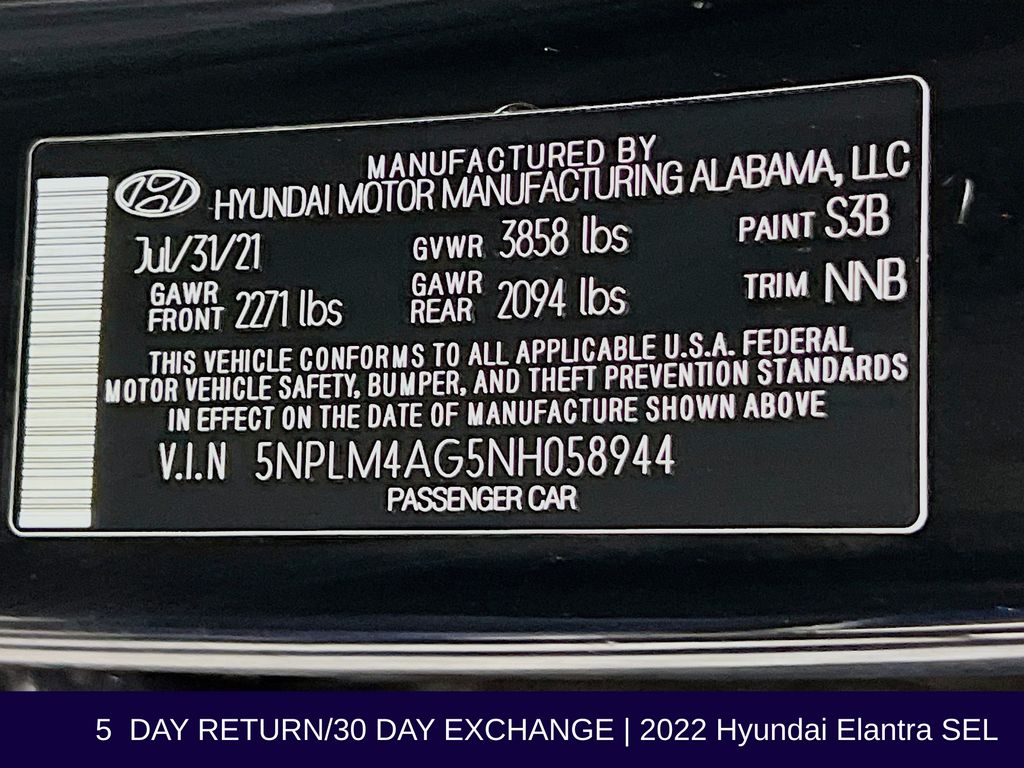 MANUFACTURED BY
HYUNDAI MOTOR MANUFACTURING ALABAMA, LLC
Jul/31/21 GVWR 3858 lbs PAINT S3B
GAWR FRONT 2271 lbs GAWR REAR 2094 lbs TRIM NNB
THIS VEHICLE CONFORMS TO ALL APPLICABLE U.S.A. FEDERAL
MOTOR VEHICLE SAFETY, BUMPER, AND THEFT PREVENTION STANDARDS
IN EFFECT ON THE DATE OF MANUFACTURE SHOWN ABOVE
V.I.N 5NPLM4AG5NH058944
PASSENGER CAR
5 DAY RETURN/30 DAY EXCHANGE | 2022 Hyundai Elantra SEL